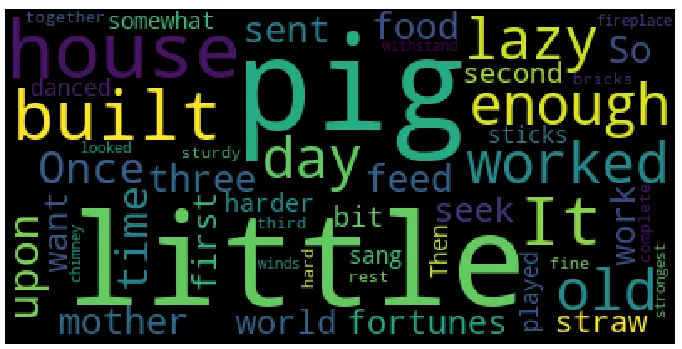 together
somewhat
sent
food
lazy
fireplace
house
pig
withstand
So
danced
second
bricks
built
enough
looked
sturdy
day
sticks
worked
Once
three
feed
want
time
first
harder
third
bit
seek
It
work
complete
upon
chimney
little
winds
hard
sang
rest
Then
played
fine
old
strongest
mother
world
fortunes
straw